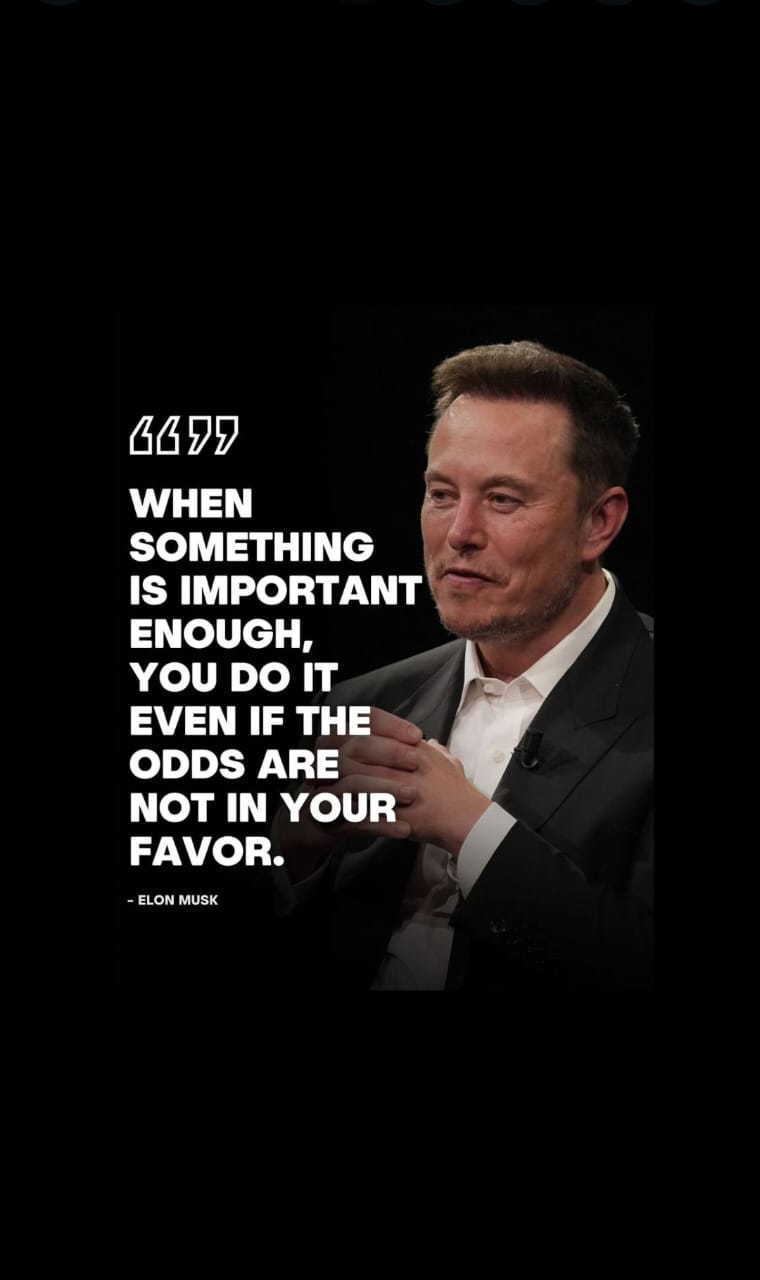 WHEN
SOMETHING
IS IMPORTANT
ENOUGH,
YOU DO IT
EVEN IF THE
ODDS ARE
NOT IN YOUR
FAVOR.
- ELON MUSK